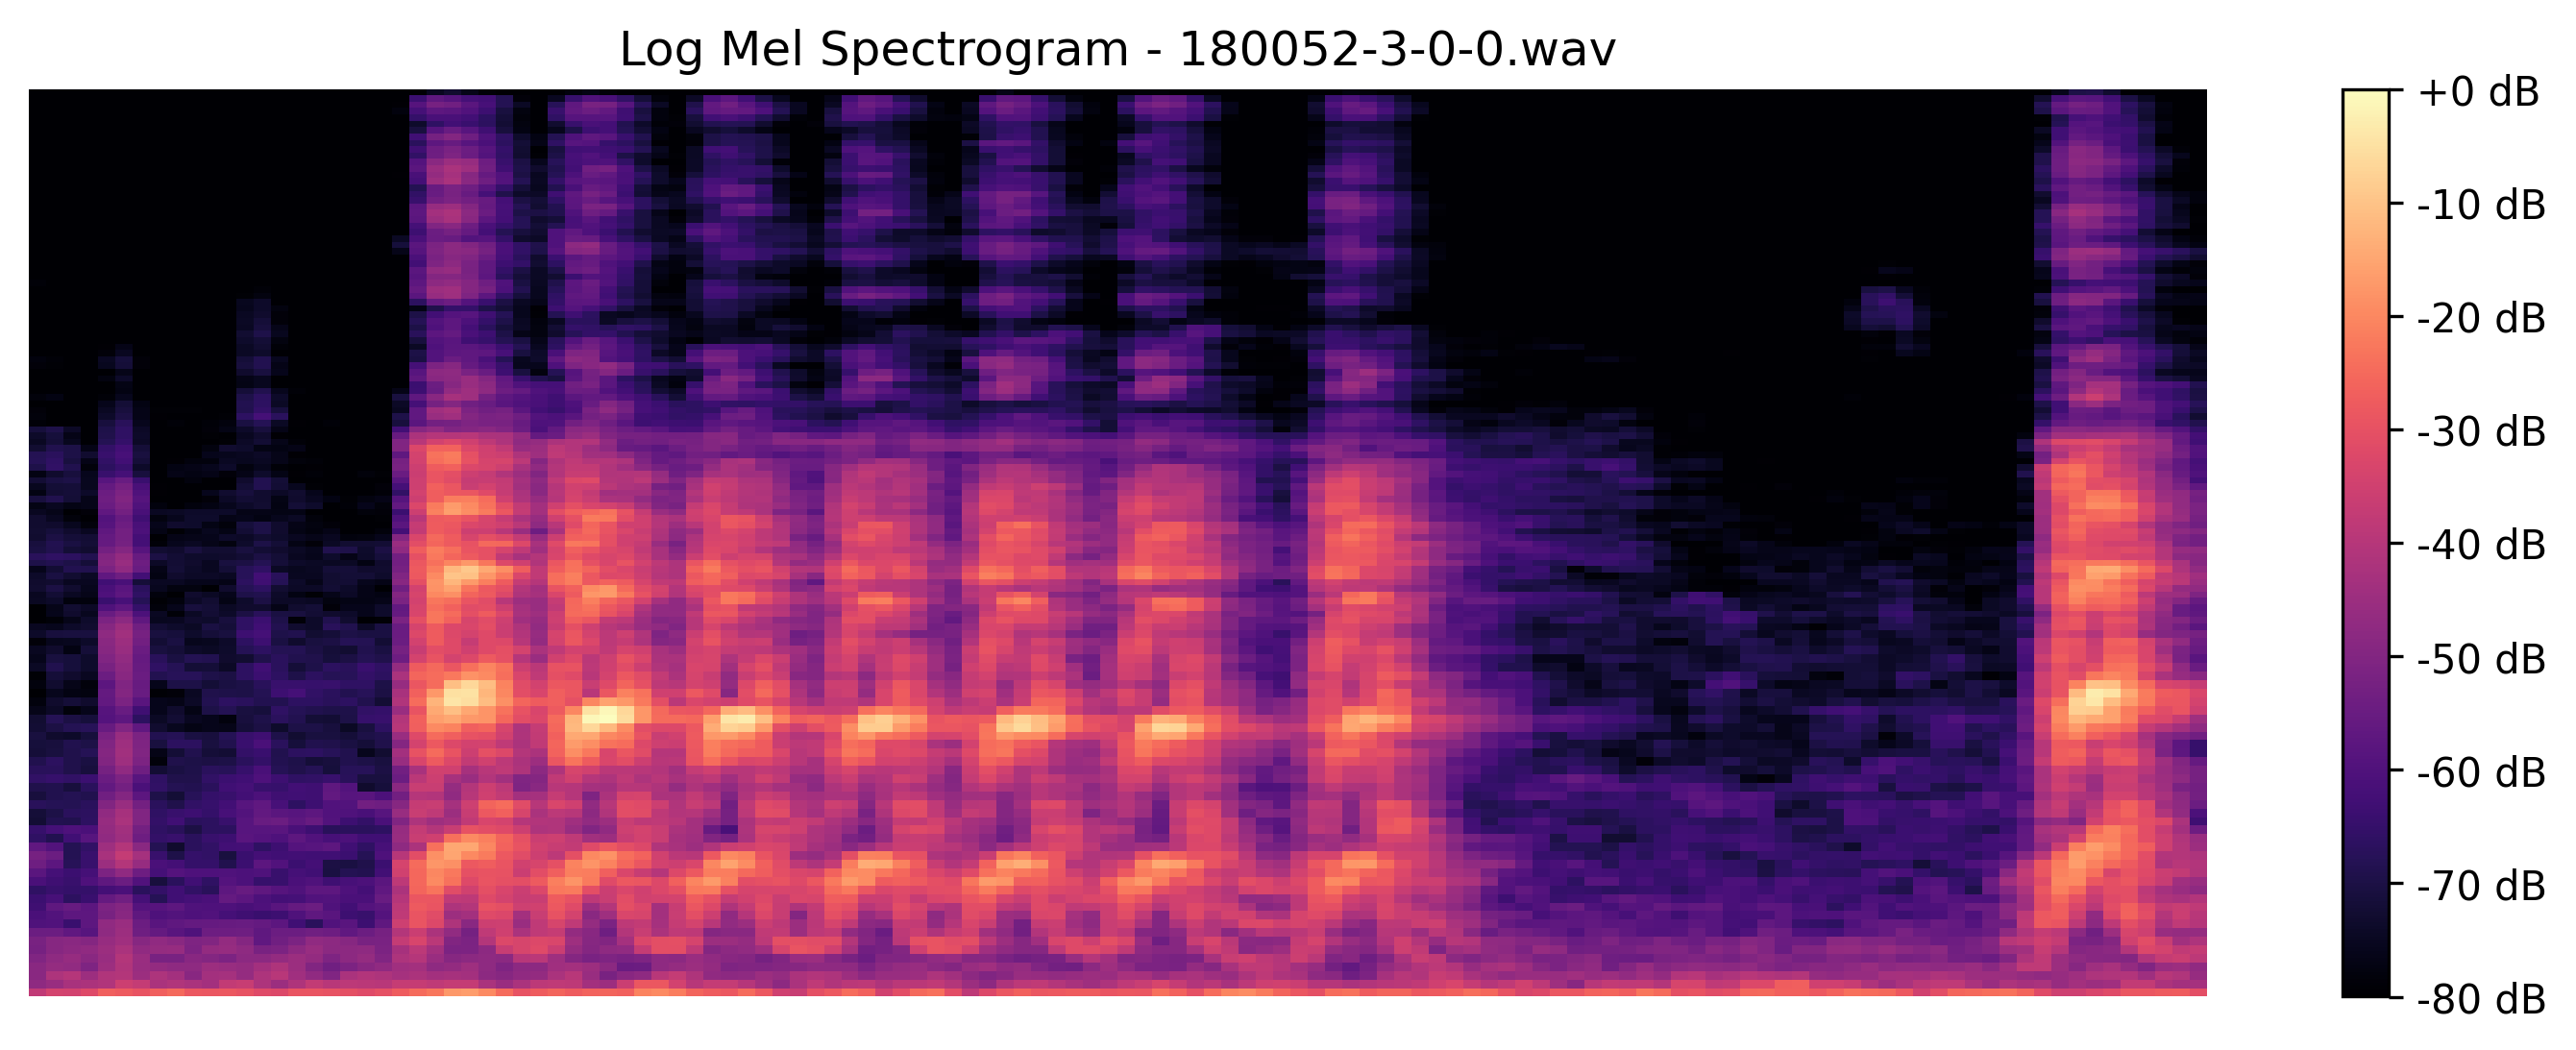 Log Mel Spectrogram - 180052-3-0-0.wav
+0 dB
-10 dB
-20 dB
-30 dB
-40 dB
-50 dB
-60 dB
-70 dB
-80 dB